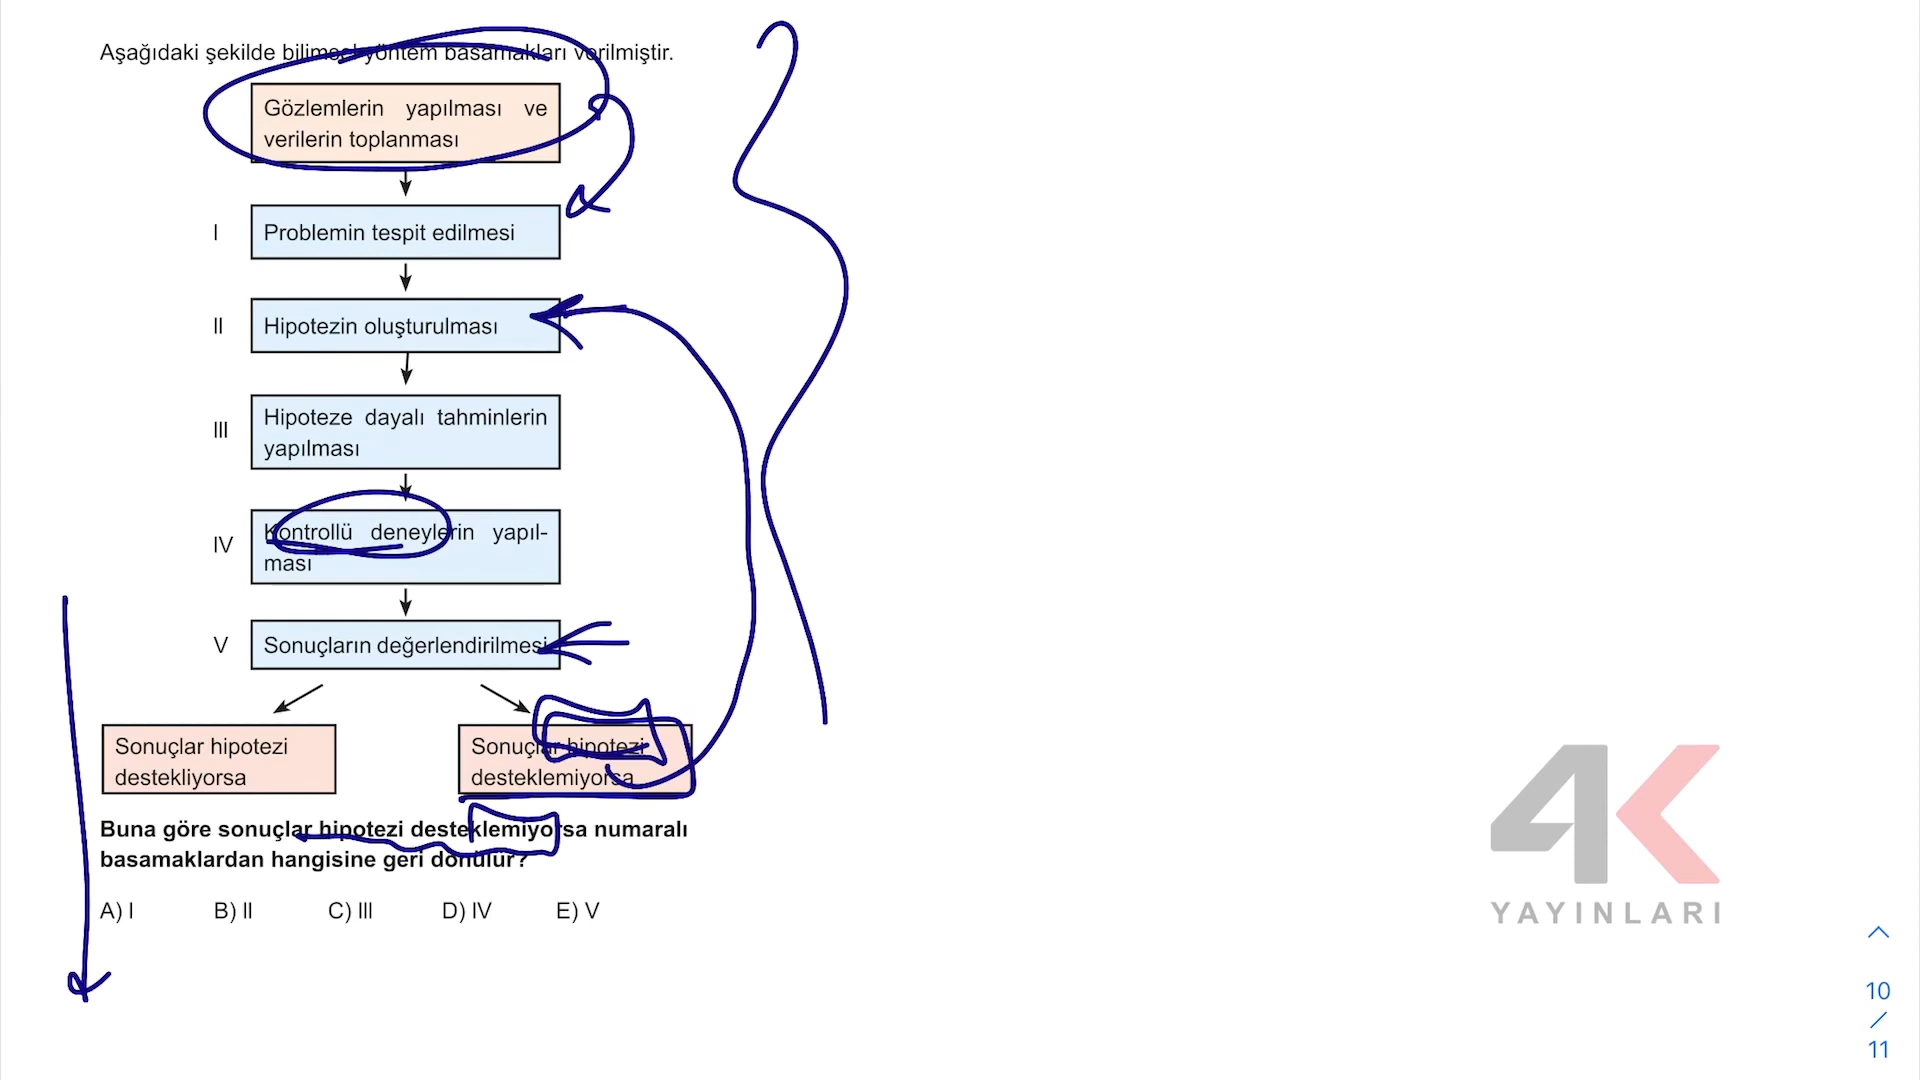 Aşağıdaki şekilde bilimsel yöntem basamakları verilmiştir.
Gözlemlerin yapılması ve
verilerin toplanması
I
Problemin tespit edilmesi
II
Hipotezin oluşturulması
III
Hipoteze dayalı tahminlerin
yapılması
IV
Kontrollü deneylerin yapıl-
ması
V
Sonuçların değerlendirilmesi
Sonuçlar hipotezi
destekliyorsa
Sonuçlar hipotezi
desteklemiyorsa
Buna göre sonuçlar hipotezi desteklemiyorsa numaralı
basamaklardan hangisine geri dönülür?
A) I B) II C) III D) IV E) V
4K
YAYINLARI
10
/
11